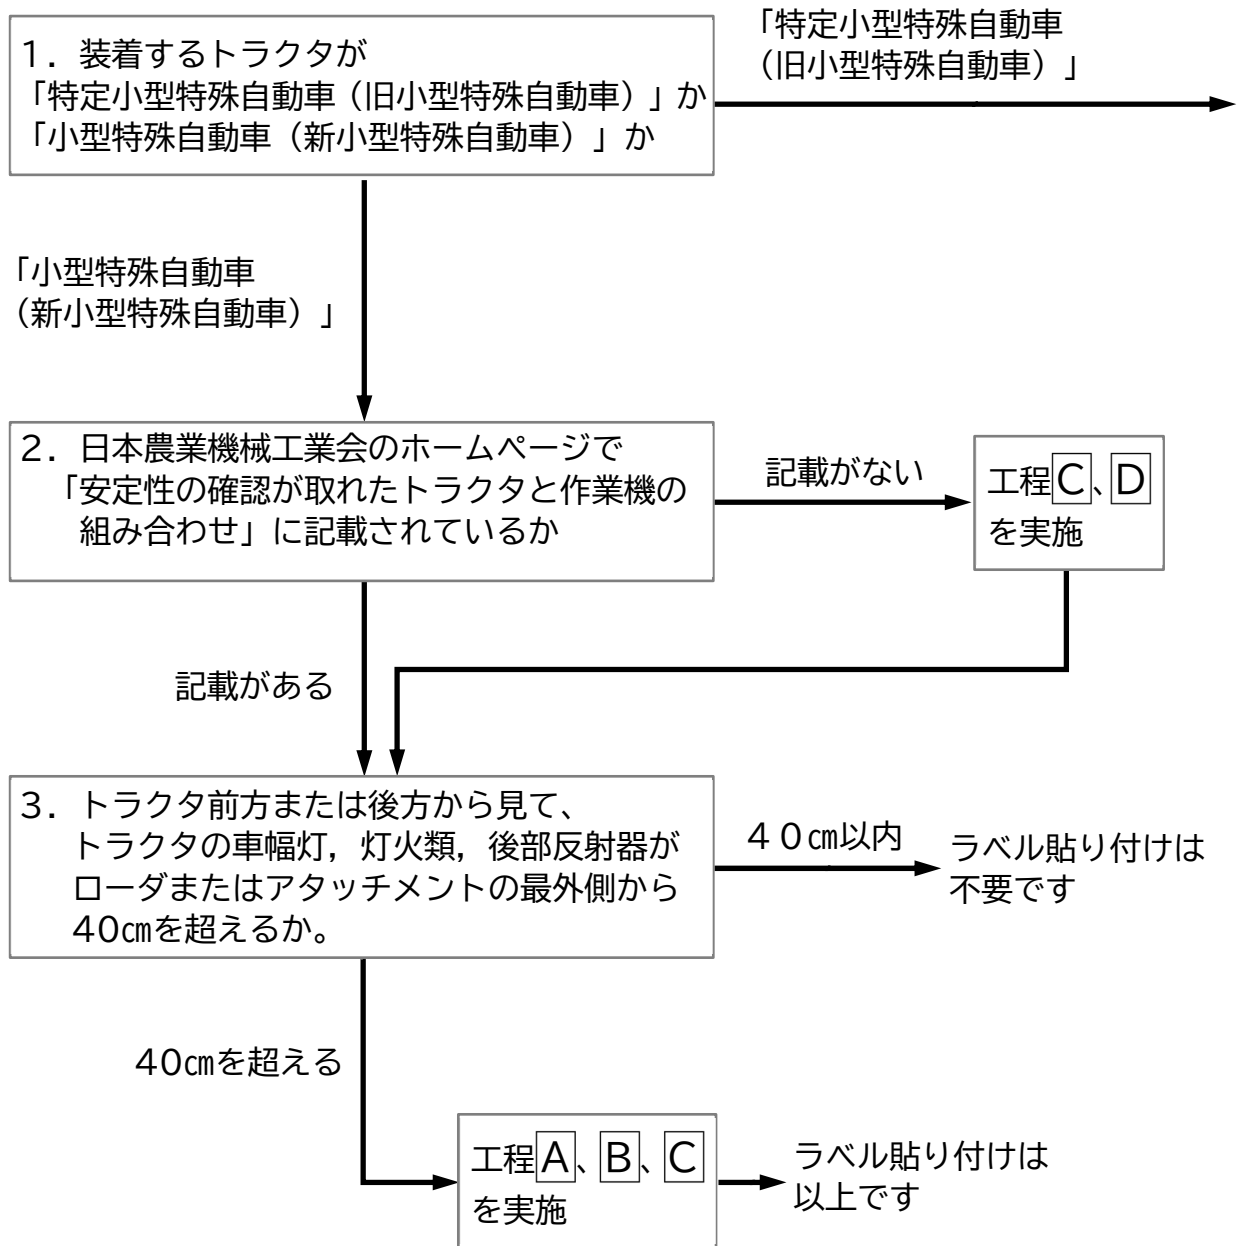 1．装着するトラクタが
「特定小型特殊自動車（旧小型特殊自動車）」か
「小型特殊自動車（新小型特殊自動車）」か
「特定小型特殊自動車
（旧小型特殊自動車）」
「小型特殊自動車
（新小型特殊自動車）」
2．日本農業機械工業会のホームページで
「安定性の確認が取れたトラクタと作業機の
組み合わせ」に記載されているか
記載がない
工程C、D
を実施
記載がある
3．トラクタ前方または後方から見て、
トラクタの車幅灯，灯火類，後部反射器が
ローダまたはアタッチメントの最外側から
40㎝を超えるか。
４０㎝以内
ラベル貼り付けは
不要です
40㎝を超える
工程A、B、C
を実施
ラベル貼り付けは
以上です